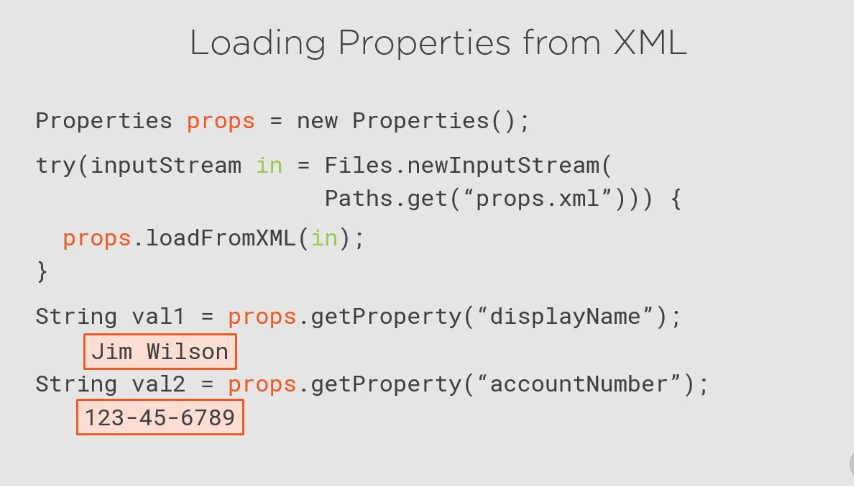 Loading Properties from XML
Properties props = new Properties();
try(inputStream in = Files.newInputStream(
Paths.get(“props.xml”))) {
props.loadFromXML(in);
}
String val1 = props.getProperty(“displayName”);
Jim Wilson
String val2 = props.getProperty(“accountNumber”);
123-45-6789